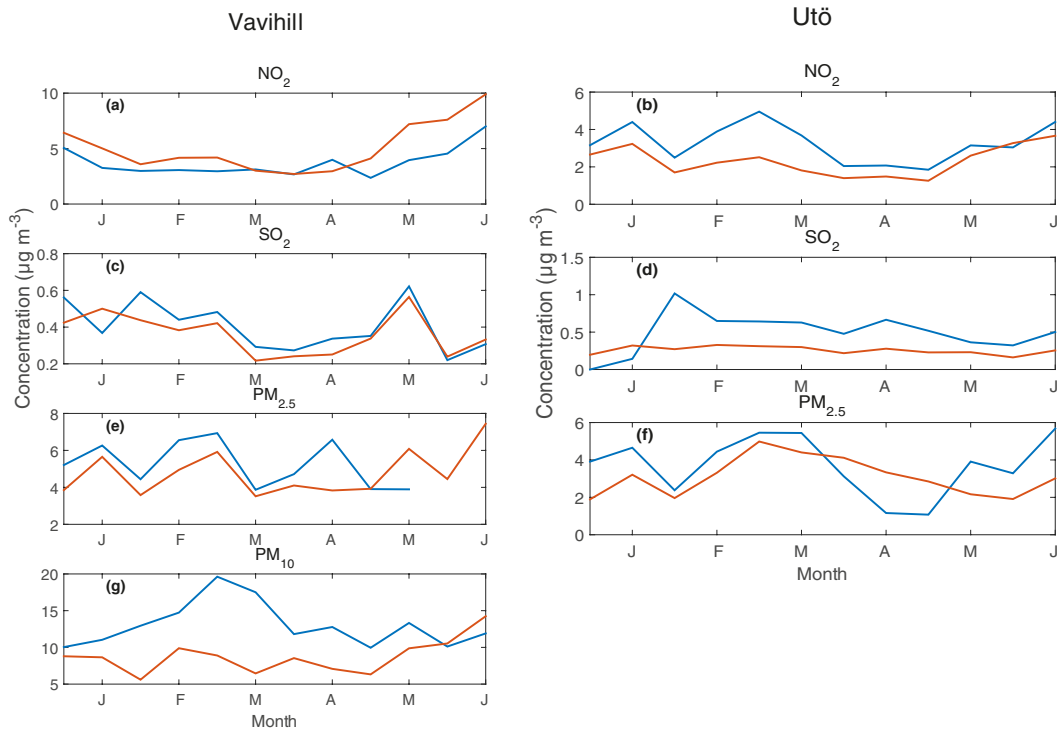 Vavihill
Utö
NO2
(a)
10
5
0
J F M A M J
SO2
(c)
0.8
0.6
0.4
0.2
J F M A M J
PM2.5
(e)
8
6
4
2
J F M A M J
PM10
(g)
20
15
10
5
J F M A M J
Month
Concentration (µg m-3)
NO2
(b)
6
4
2
0
J F M A M J
SO2
(d)
1.5
1
0.5
0
J F M A M J
PM2.5
(f)
6
4
2
0
J F M A M J
Month
Concentration (µg m-3)